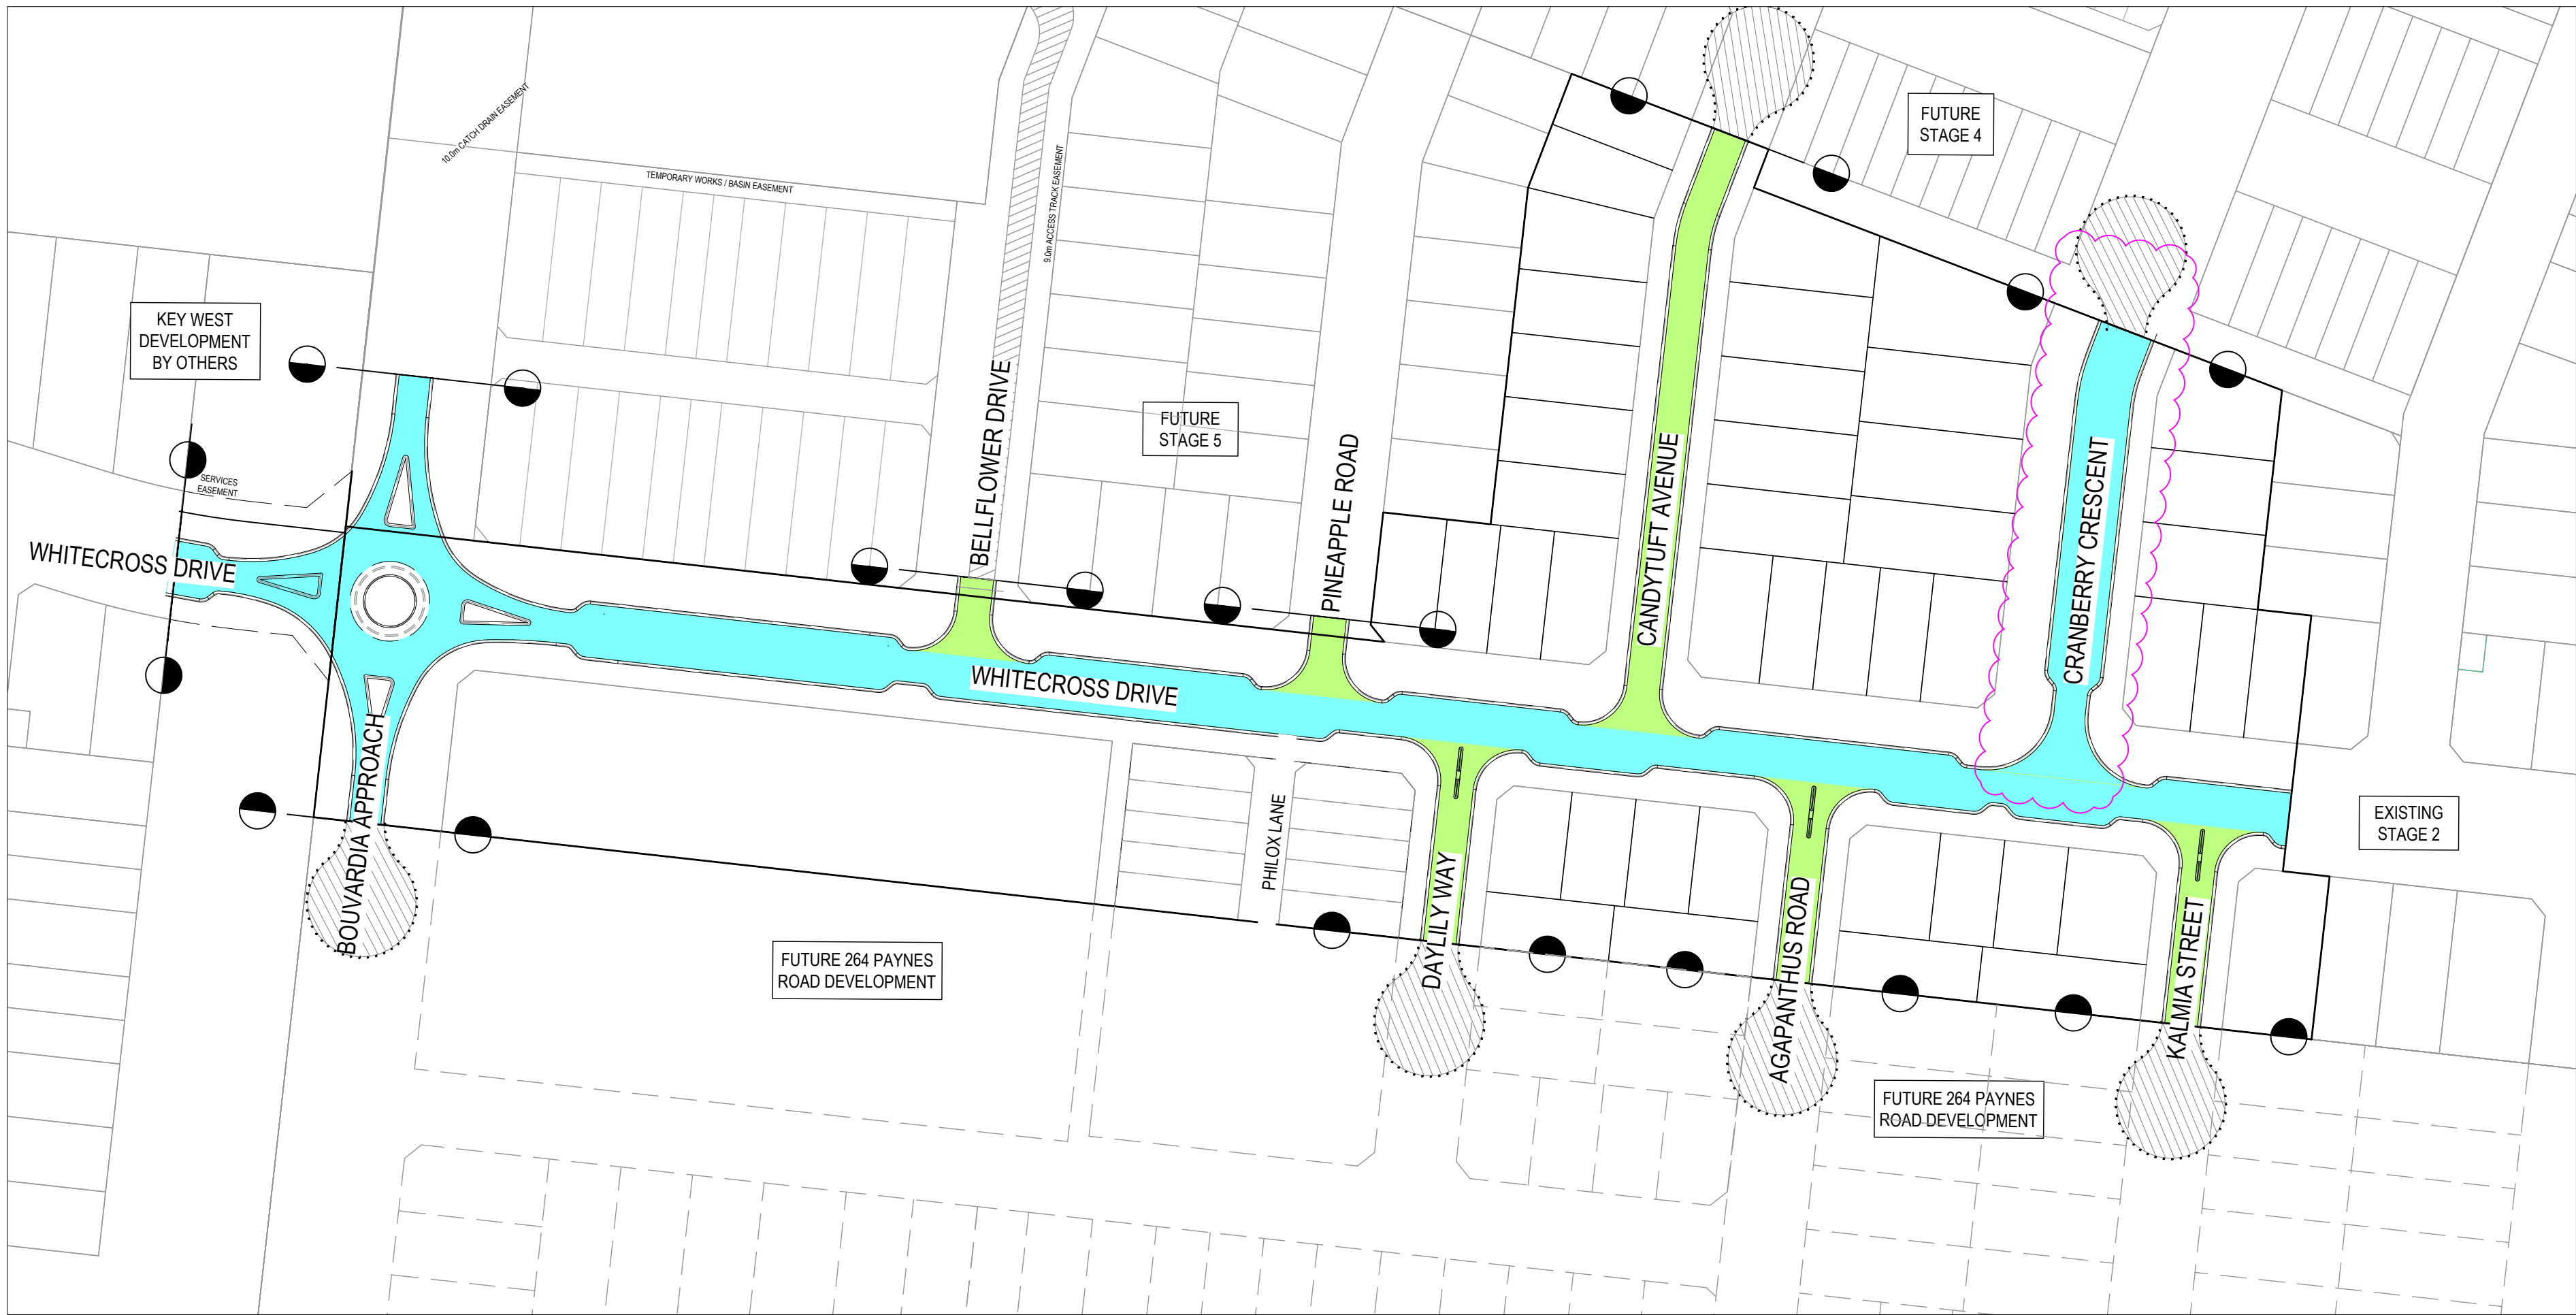 10.0m CATCH DRAIN EASEMENT
TEMPORARY WORKS / BASIN EASEMENT
9.0m ACCESS TRACK EASEMENT
FUTURE
STAGE 4
KEY WEST
DEVELOPMENT
BY OTHERS
SERVICES
EASEMENT
WHITECROSS DRIVE
BELLFLOWER DRIVE
FUTURE
STAGE 5
PINEAPPLE ROAD
CANDYTUFT AVENUE
CRANBERRY CRESCENT
WHITECROSS DRIVE
BOUVARDIA APPROACH
PHILOX LANE
DAYLILY WAY
AGAPANTHUS ROAD
KALMIA STREET
EXISTING
STAGE 2
FUTURE 264 PAYNES
ROAD DEVELOPMENT
FUTURE 264 PAYNES
ROAD DEVELOPMENT